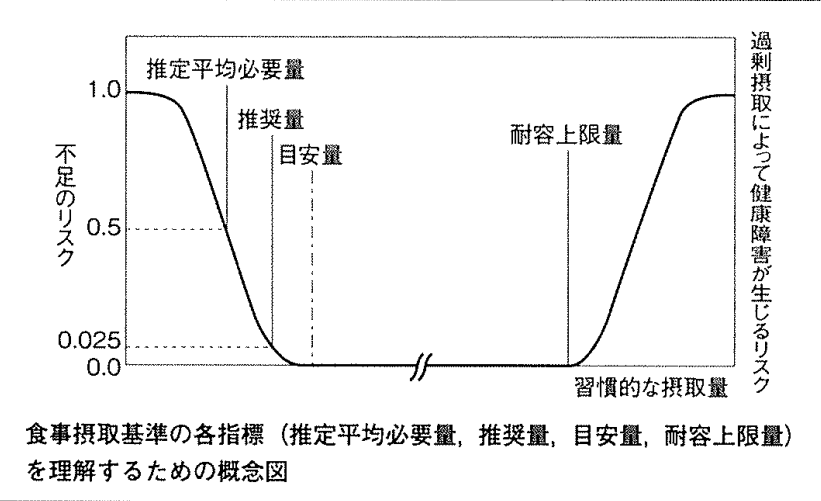 推定平均必要量
推奨量
目安量
耐容上限量
1.0
0.5
0.025
0.0
不足のリスク
過剰摂取によって健康障害が生じるリスク
習慣的な摂取量
食事摂取基準の各指標（推定平均必要量，推奨量，目安量，耐容上限量）
を理解するための概念図